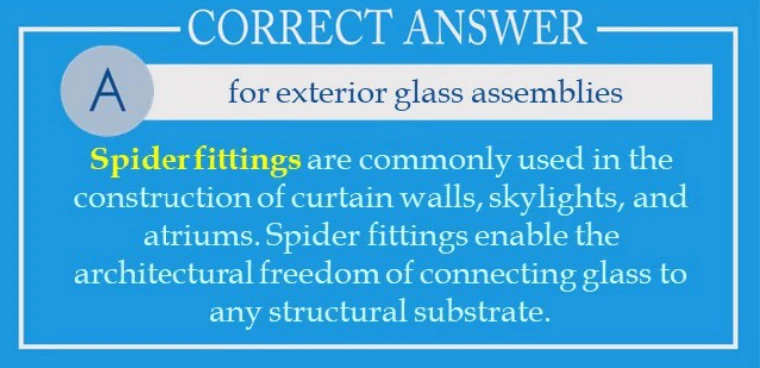 CORRECT ANSWER
A
for exterior glass assemblies
Spider fittings are commonly used in the
construction of curtain walls, skylights, and
atriums. Spider fittings enable the
architectural freedom of connecting glass to
any structural substrate.